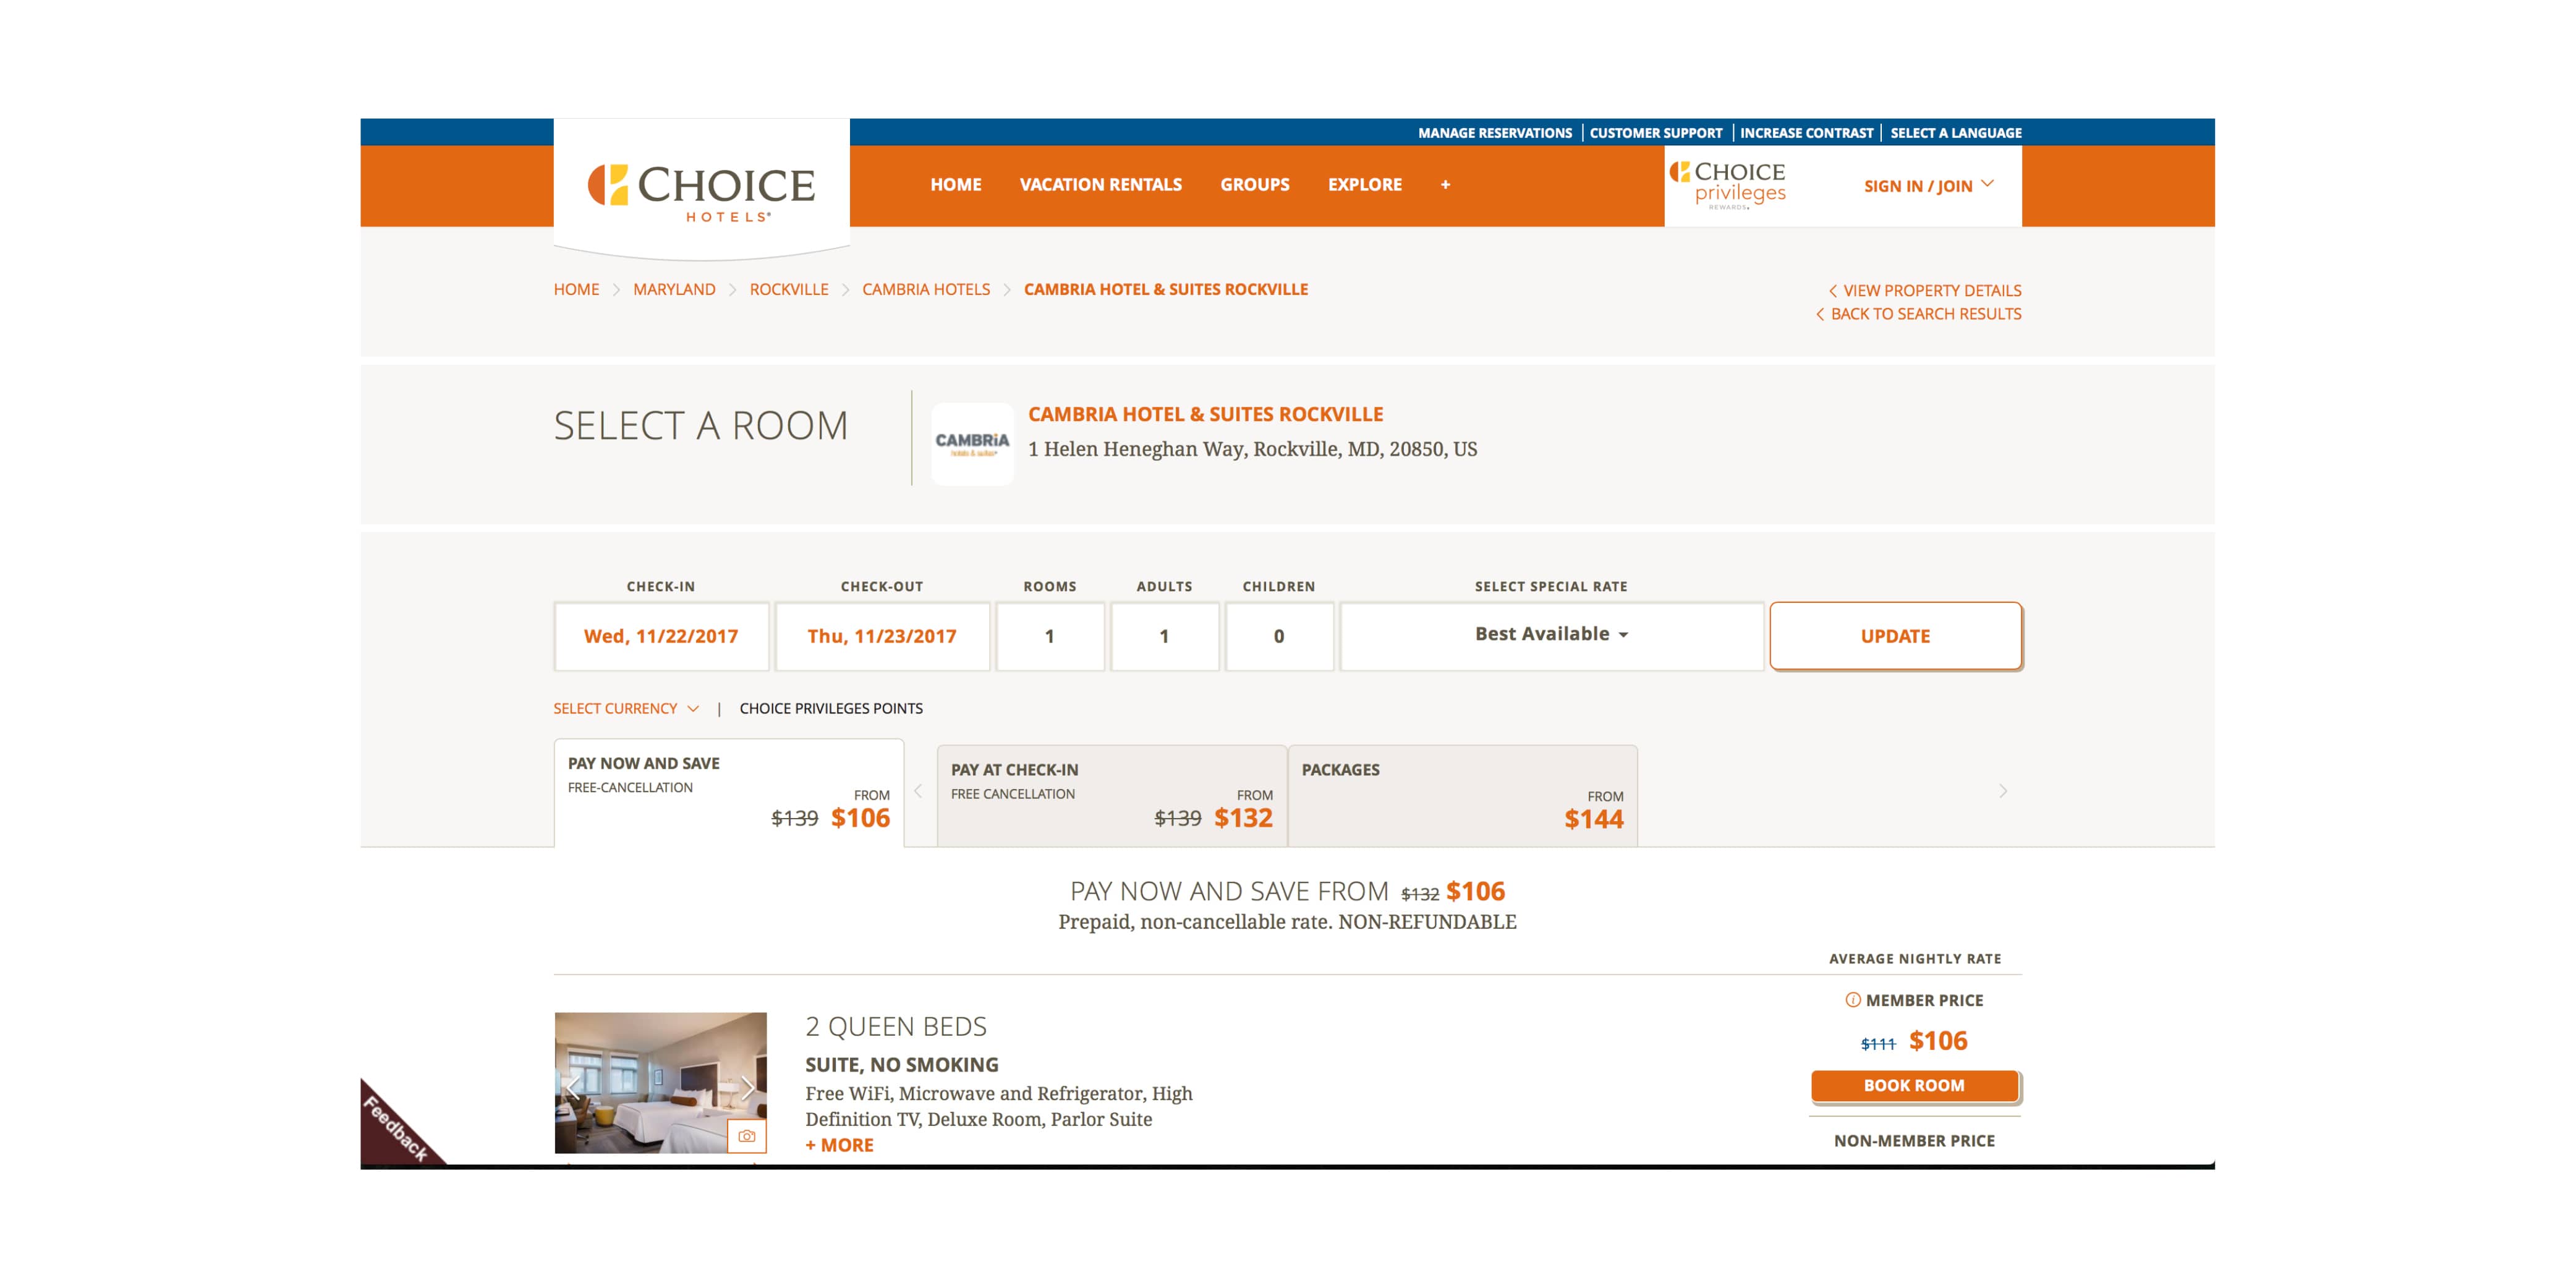 MANAGE RESERVATIONS | CUSTOMER SUPPORT | INCREASE CONTRAST | SELECT A LANGUAGE
CHOICE
HOTELS
HOME VACATION RENTALS GROUPS EXPLORE +
CHOICE
privileges
REWARDS.
SIGN IN / JOIN
HOME > MARYLAND > ROCKVILLE > CAMBRIA HOTELS > CAMBRIA HOTEL & SUITES ROCKVILLE
< VIEW PROPERTY DETAILS
< BACK TO SEARCH RESULTS
SELECT A ROOM
CAMBRiA
hotels & suites
CAMBRIA HOTEL & SUITES ROCKVILLE
1 Helen Heneghan Way, Rockville, MD, 20850, US
CHECK-IN CHECK-OUT ROOMS ADULTS CHILDREN SELECT SPECIAL RATE
Wed, 11/22/2017 Thu, 11/23/2017 1 1 0 Best Available UPDATE
SELECT CURRENCY | CHOICE PRIVILEGES POINTS
PAY NOW AND SAVE
FREE-CANCELLATION
FROM
$139 $106
PAY AT CHECK-IN
FREE CANCELLATION
FROM
$139 $132
PACKAGES
FROM
$144
PAY NOW AND SAVE FROM $132 $106
Prepaid, non-cancellable rate. NON-REFUNDABLE
AVERAGE NIGHTLY RATE
2 QUEEN BEDS
SUITE, NO SMOKING
Free WiFi, Microwave and Refrigerator, High
Definition TV, Deluxe Room, Parlor Suite
+ MORE
MEMBER PRICE
$111 $106
BOOK ROOM
NON-MEMBER PRICE
Feedback